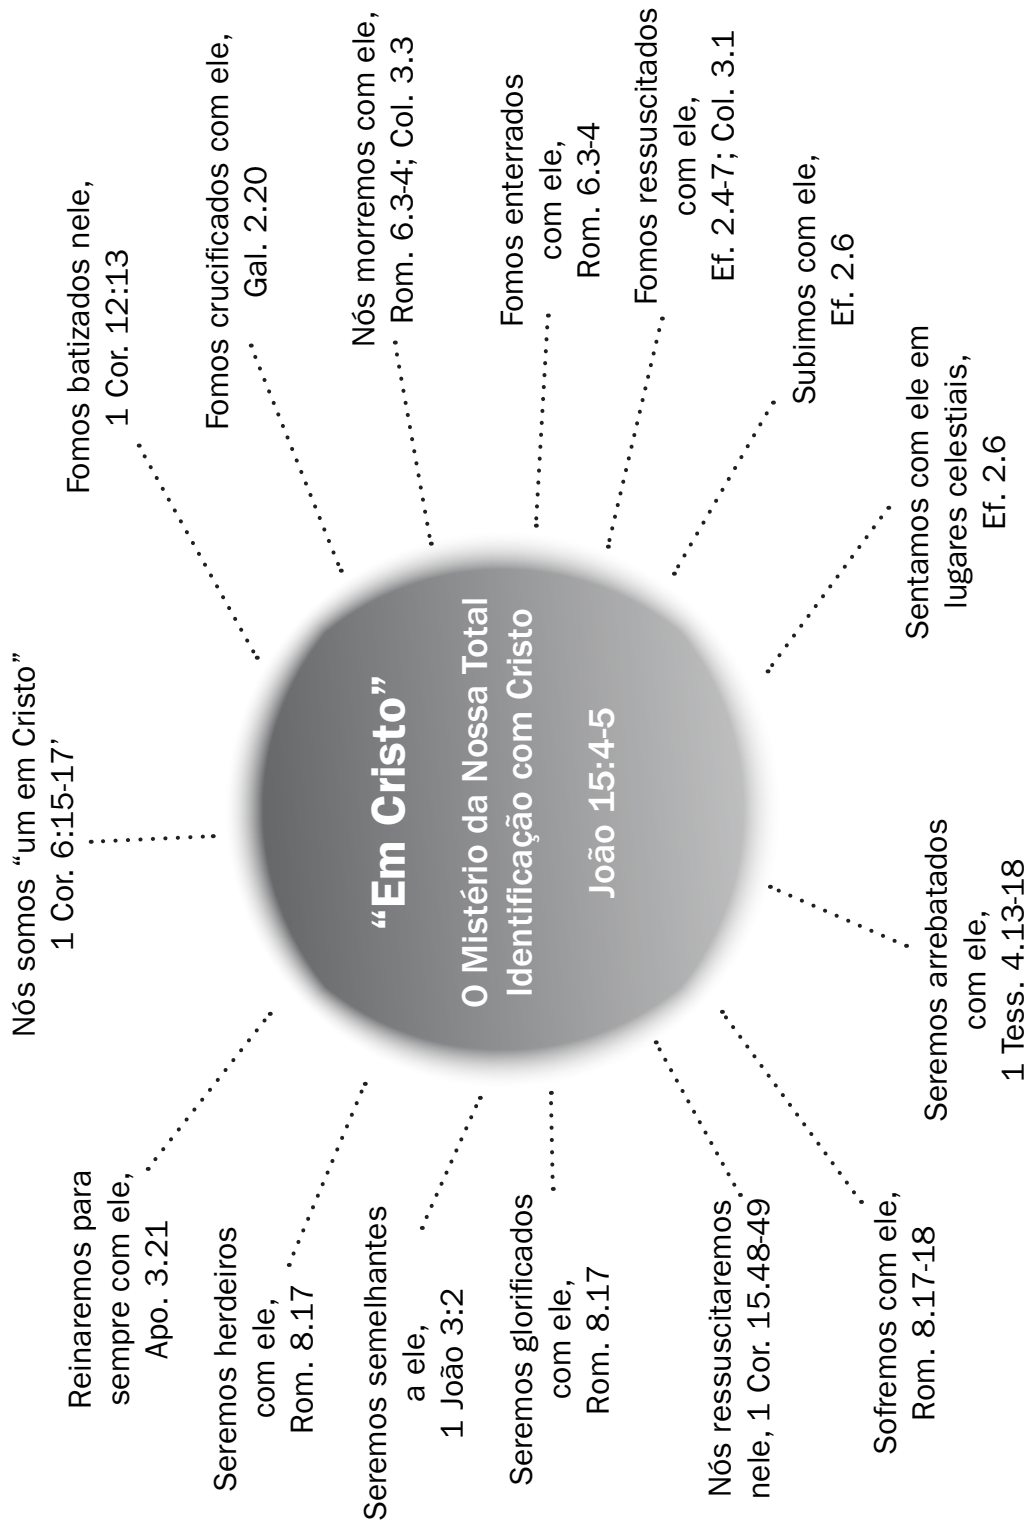 Nós somos “um em Cristo”
1 Cor. 6:15-17’
Fomos batizados nele,
1 Cor. 12:13
Fomos crucificados com ele,
Gal. 2.20
Nós morremos com ele,
Rom. 6.3-4; Col. 3.3
Fomos enterrados
com ele,
Rom. 6.3-4
Fomos ressuscitados
com ele,
Ef. 2.4-7; Col. 3.1
Subimos com ele,
Ef. 2.6
Sentamos com ele em
lugares celestiais,
Ef. 2.6
Seremos arrebatados
com ele,
1 Tess. 4.13-18
Sofremos com ele,
Rom. 8.17-18
Nós ressuscitaremos
nele, 1 Cor. 15.48-49
Seremos glorificados
com ele,
Rom. 8.17
Seremos semelhantes
a ele,
1 João 3:2
Seremos herdeiros
com ele,
Rom. 8.17
Reinaremos para
sempre com ele,
Apo. 3.21
“Em Cristo”
O Mistério da Nossa Total
Identificação com Cristo
João 15:4-5